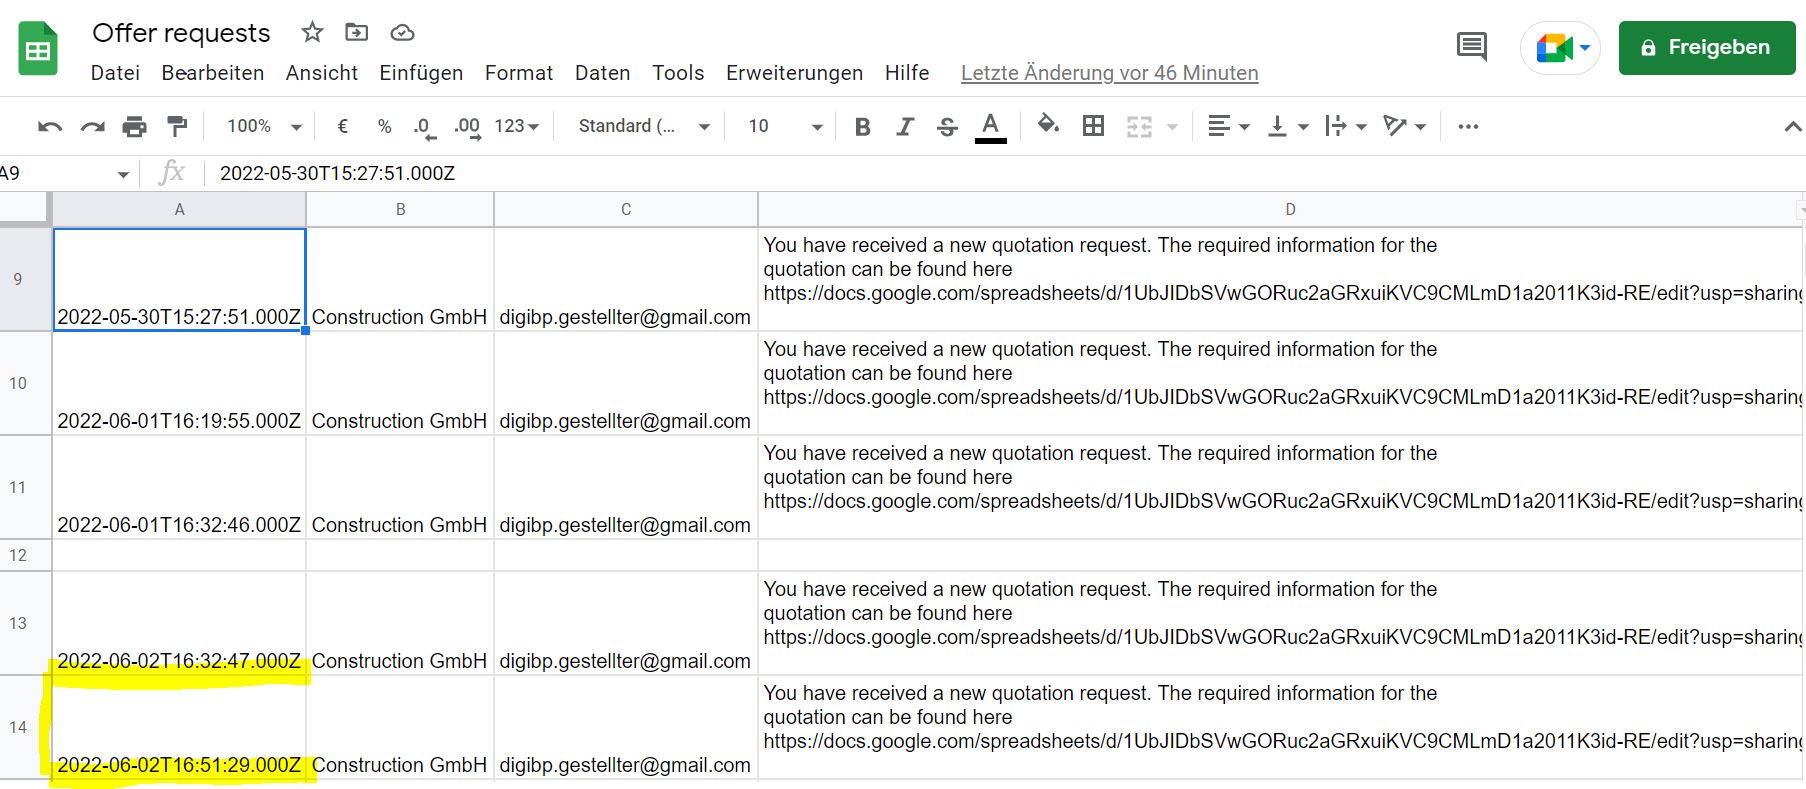 Offer requests
Datei Bearbeiten Ansicht Einfügen Format Daten Tools Erweiterungen Hilfe Letzte Änderung vor 46 Minuten
Freigeben
100% € % .0 .00 123 Standard (... 10 B I S A
A9 fx 2022-05-30T15:27:51.000Z
A B C D
9
You have received a new quotation request. The required information for the
quotation can be found here
https://docs.google.com/spreadsheets/d/1UbJIDbSVwGORuc2aGRxuiKVC9CMLmD1a2011K3id-RE/edit?usp=sharing
2022-05-30T15:27:51.000Z Construction GmbH digibp.gestellter@gmail.com
10
You have received a new quotation request. The required information for the
quotation can be found here
https://docs.google.com/spreadsheets/d/1UbJIDbSVwGORuc2aGRxuiKVC9CMLmD1a2011K3id-RE/edit?usp=sharing
2022-06-01T16:19:55.000Z Construction GmbH digibp.gestellter@gmail.com
11
You have received a new quotation request. The required information for the
quotation can be found here
https://docs.google.com/spreadsheets/d/1UbJIDbSVwGORuc2aGRxuiKVC9CMLmD1a2011K3id-RE/edit?usp=sharing
2022-06-01T16:32:46.000Z Construction GmbH digibp.gestellter@gmail.com
12
13
You have received a new quotation request. The required information for the
quotation can be found here
https://docs.google.com/spreadsheets/d/1UbJIDbSVwGORuc2aGRxuiKVC9CMLmD1a2011K3id-RE/edit?usp=sharing
2022-06-02T16:32:47.000Z Construction GmbH digibp.gestellter@gmail.com
14
You have received a new quotation request. The required information for the
quotation can be found here
https://docs.google.com/spreadsheets/d/1UbJIDbSVwGORuc2aGRxuiKVC9CMLmD1a2011K3id-RE/edit?usp=sharing
2022-06-02T16:51:29.000Z Construction GmbH digibp.gestellter@gmail.com